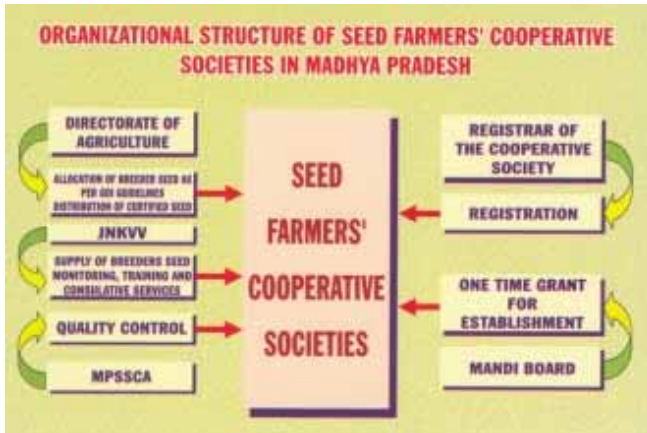 ORGANIZATIONAL STRUCTURE OF SEED FARMERS' COOPERATIVE
SOCIETIES IN MADHYA PRADESH
DIRECTORATE OF
AGRICULTURE
ALLOCATION OF BREEDER SEED AS
PER GOI GUIDELINES
DISTRIBUTION OF CERTIFIED SEED
JNKVV
SUPPLY OF BREEDERS SEED
MONITORING, TRAINING AND
CONSULATIVE SERVICES
QUALITY CONTROL
MPSSCA
SEED
FARMERS'
COOPERATIVE
SOCIETIES
REGISTRAR OF
THE COOPERATIVE
SOCIETY
REGISTRATION
ONE TIME GRANT
FOR
ESTABLISHMENT
MANDI BOARD